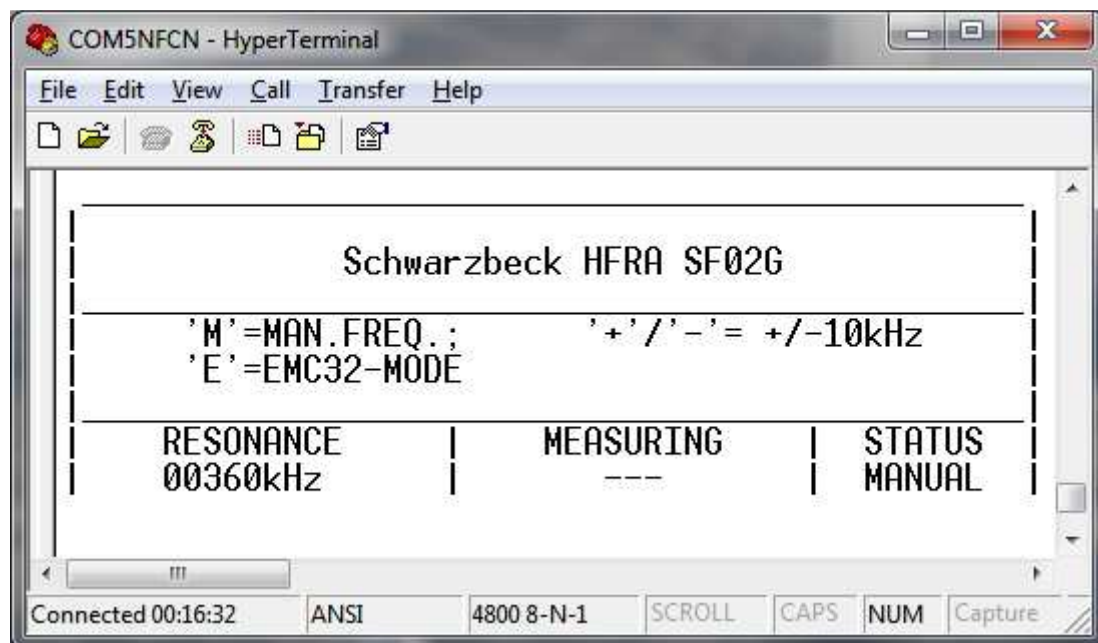 COM5NFCN - HyperTerminal
File Edit View Call Transfer Help
Schwarzbeck HFRA SF02G
'M'=MAN.FREQ.; '+'/'-'= +/-10kHz
'E'=EMC32-MODE
RESONANCE | MEASURING | STATUS
00360kHz | --- | MANUAL
Connected 00:16:32 ANSI 4800 8-N-1 SCROLL CAPS NUM Capture